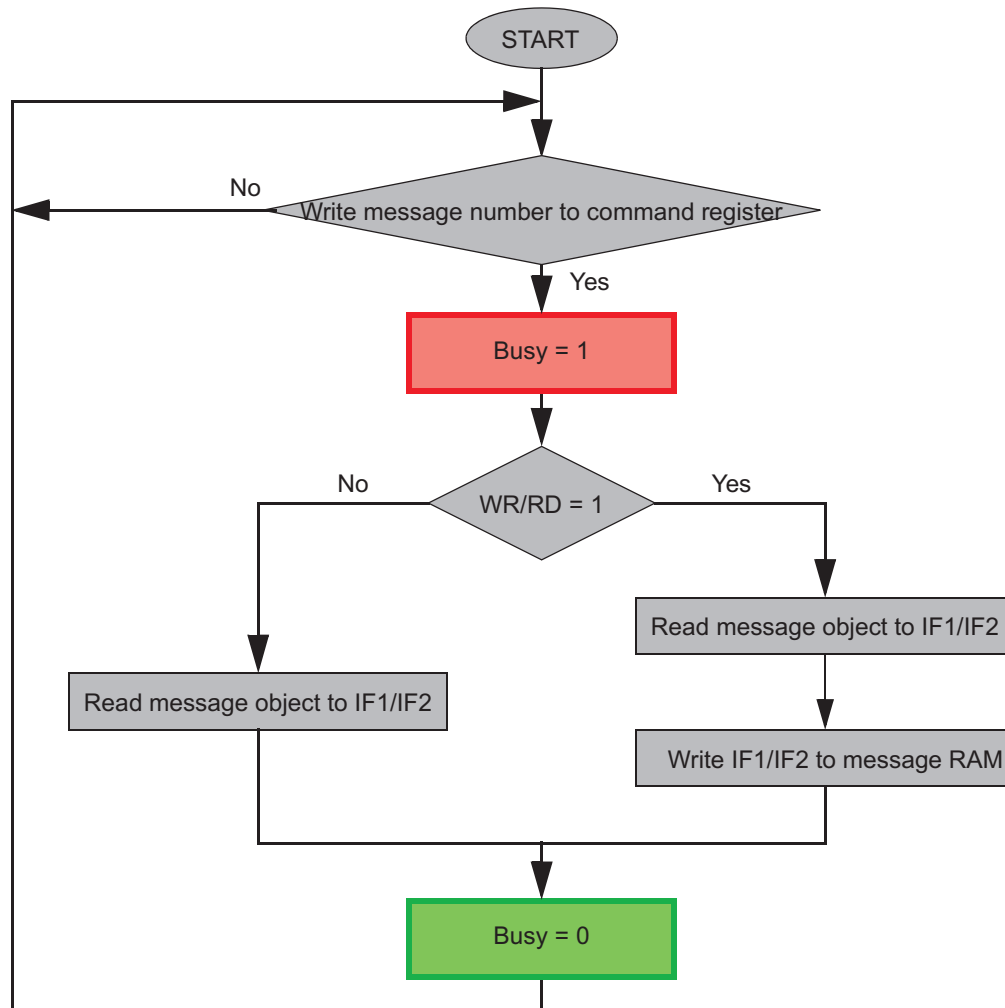 START
No
Write message number to command register
Yes
Busy = 1
No
WR/RD = 1
Yes
Read message object to IF1/IF2
Read message object to IF1/IF2
Write IF1/IF2 to message RAM
Busy = 0